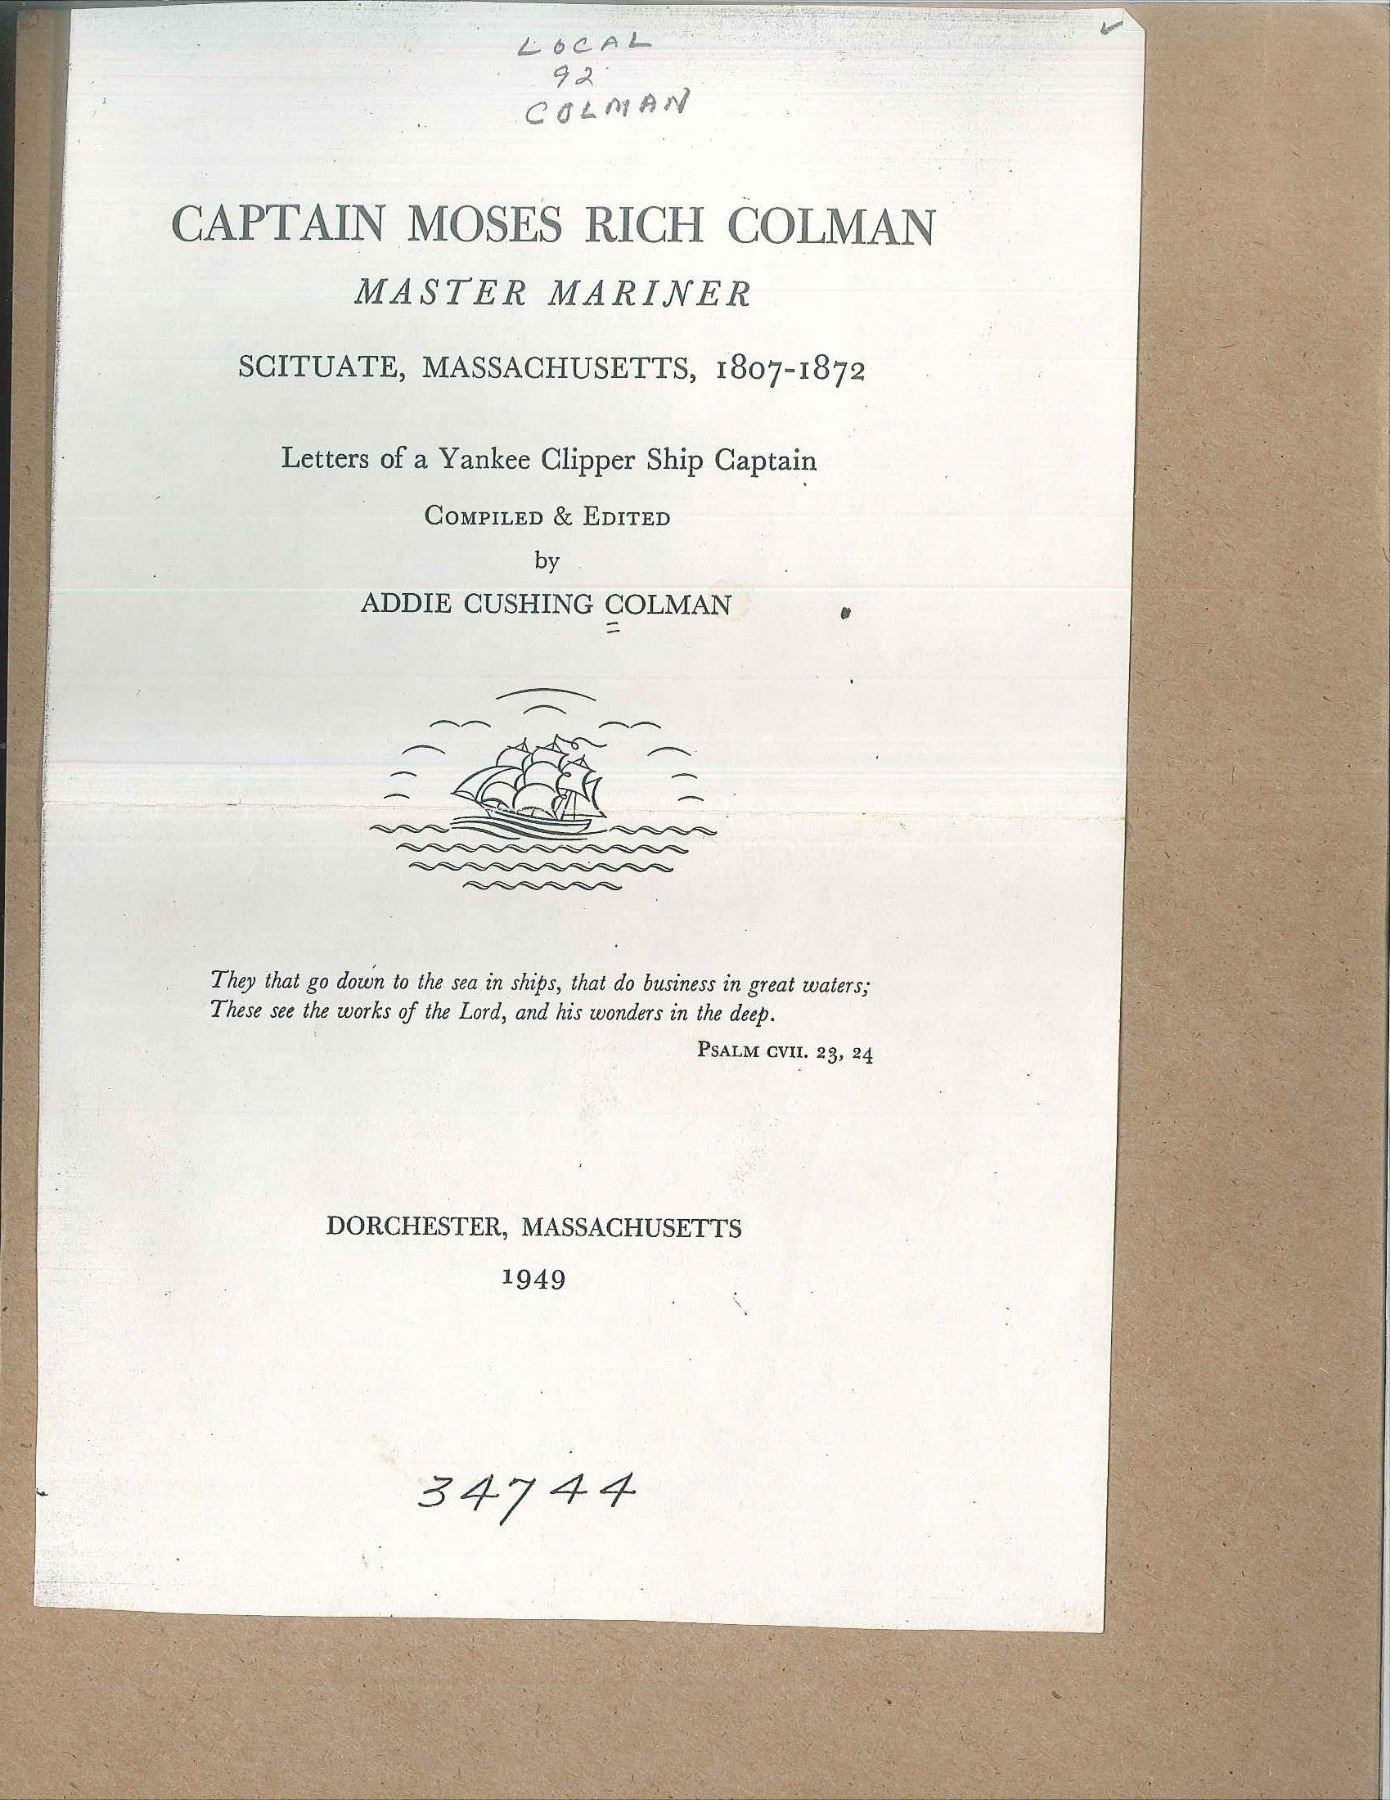 LOCAL
92
COLMAN
CAPTAIN MOSES RICH COLMAN
MASTER MARINER
SCITUATE, MASSACHUSETTS, 1807-1872
Letters of a Yankee Clipper Ship Captain
COMPILED & EDITED
by
ADDIE CUSHING COLMAN
They that go down to the sea in ships, that do business in great waters;
These see the works of the Lord, and his wonders in the deep.
PSALM CVII. 23, 24
DORCHESTER, MASSACHUSETTS
1949
34744